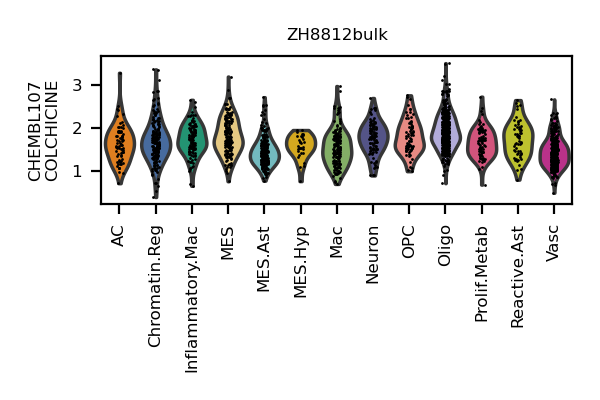 ZH8812bulk
CHEMBL107
COLCHICINE
3
2
1
AC
Chromatin.Reg
Inflammatory.Mac
MES
MES.Ast
MES.Hyp
Mac
Neuron
OPC
Oligo
Prolif.Metab
Reactive.Ast
Vasc